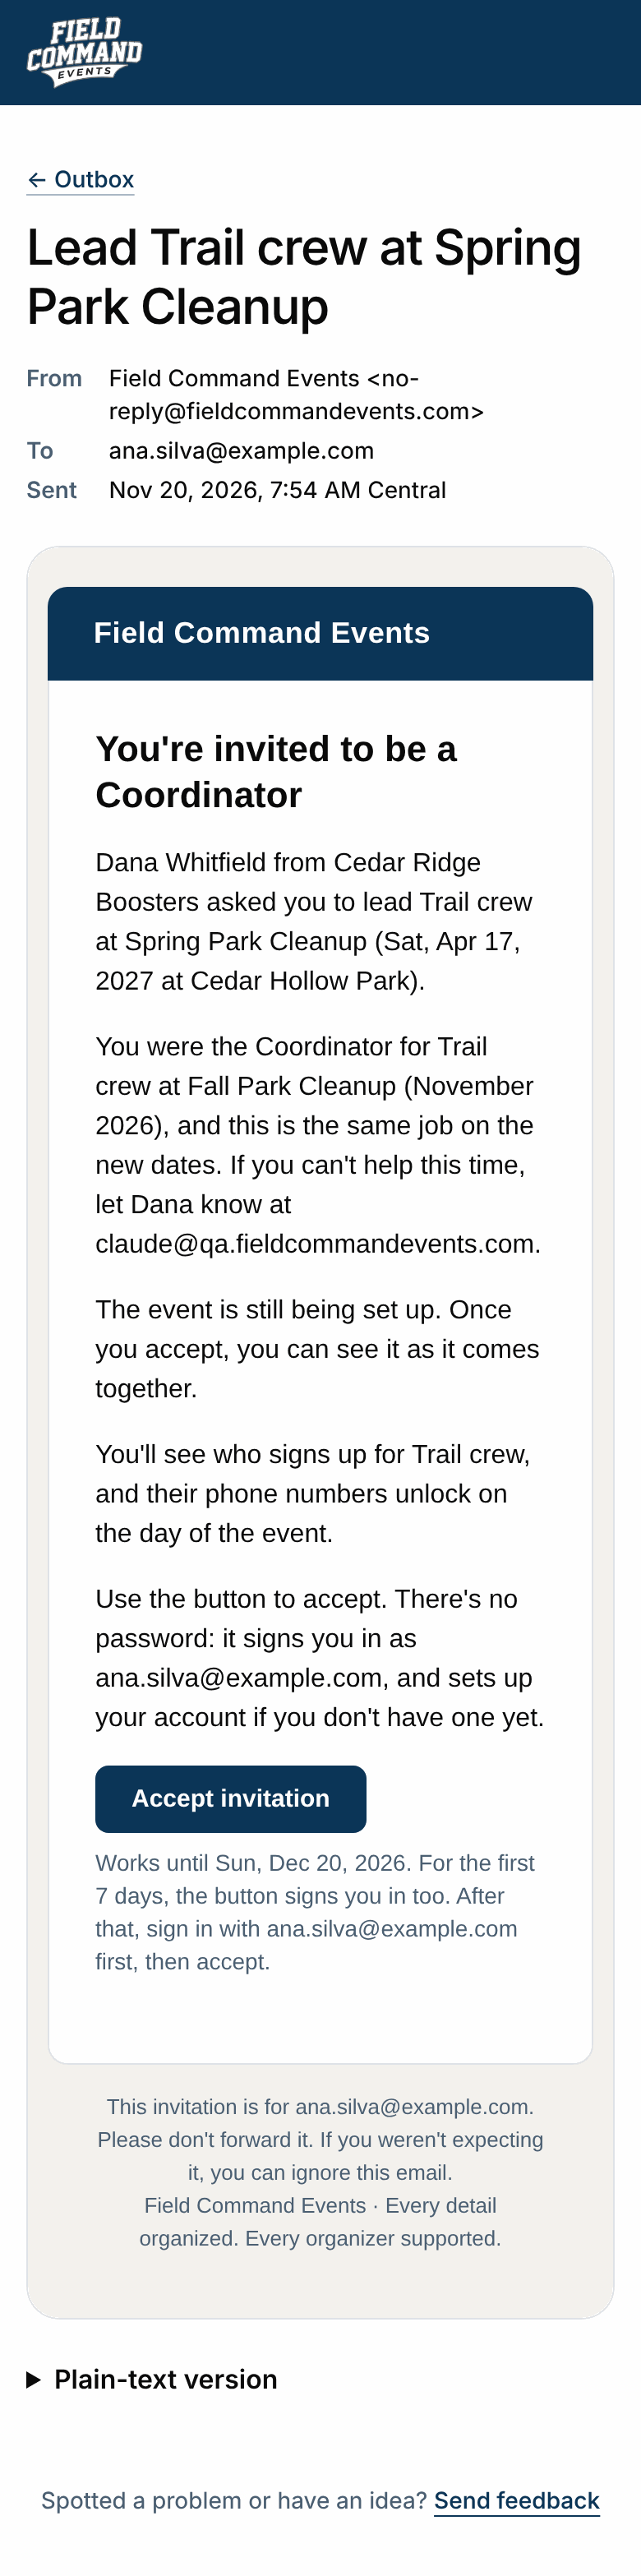 FIELD
COMMAND
EVENTS
← Outbox
Lead Trail crew at Spring
Park Cleanup
From Field Command Events <no-
reply@fieldcommandevents.com>
To ana.silva@example.com
Sent Nov 20, 2026, 7:54 AM Central
Field Command Events
You're invited to be a
Coordinator
Dana Whitfield from Cedar Ridge
Boosters asked you to lead Trail crew
at Spring Park Cleanup (Sat, Apr 17,
2027 at Cedar Hollow Park).
You were the Coordinator for Trail
crew at Fall Park Cleanup (November
2026), and this is the same job on the
new dates. If you can't help this time,
let Dana know at
claude@qa.fieldcommandevents.com.
The event is still being set up. Once
you accept, you can see it as it comes
together.
You'll see who signs up for Trail crew,
and their phone numbers unlock on
the day of the event.
Use the button to accept. There's no
password: it signs you in as
ana.silva@example.com, and sets up
your account if you don't have one yet.
Accept invitation
Works until Sun, Dec 20, 2026. For the first
7 days, the button signs you in too. After
that, sign in with ana.silva@example.com
first, then accept.
This invitation is for ana.silva@example.com.
Please don't forward it. If you weren't expecting
it, you can ignore this email.
Field Command Events · Every detail
organized. Every organizer supported.
▶ Plain-text version
Spotted a problem or have an idea? Send feedback